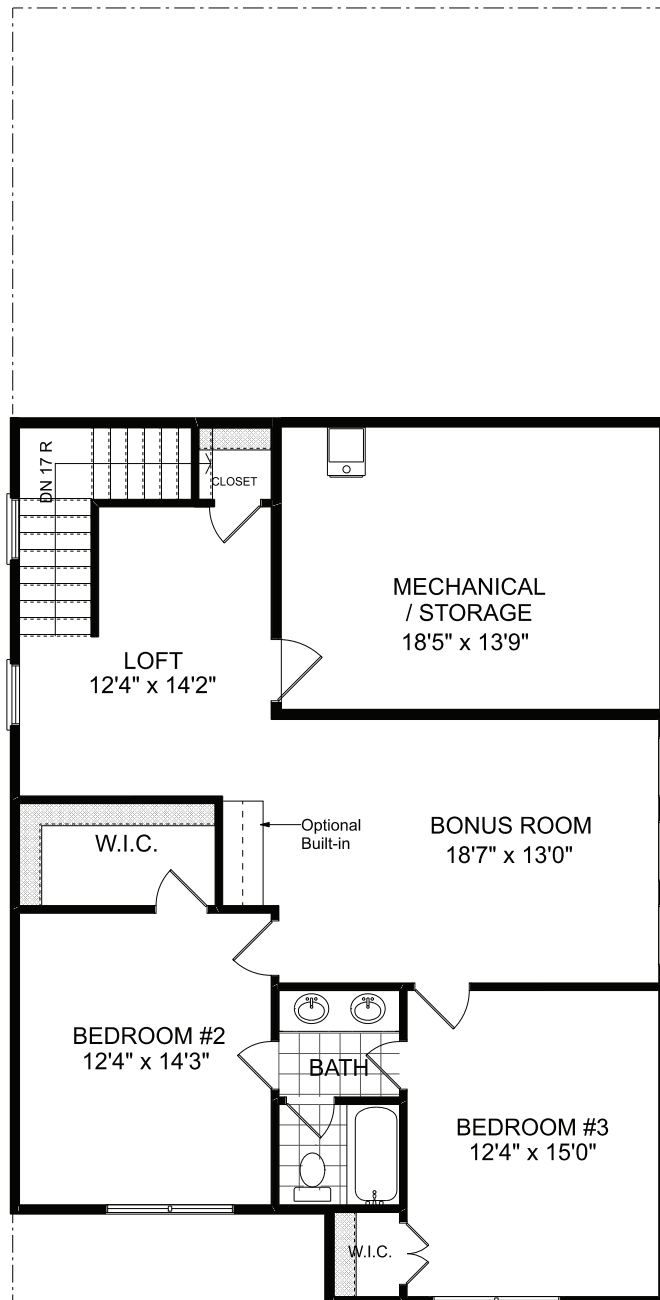 DN 17 R
CLOSET
MECHANICAL
/ STORAGE
18'5" x 13'9"
LOFT
12'4" x 14'2"
W.I.C.
Optional
Built-in
BONUS ROOM
18'7" x 13'0"
BEDROOM #2
12'4" x 14'3"
BATH
BEDROOM #3
12'4" x 15'0"
W.I.C.